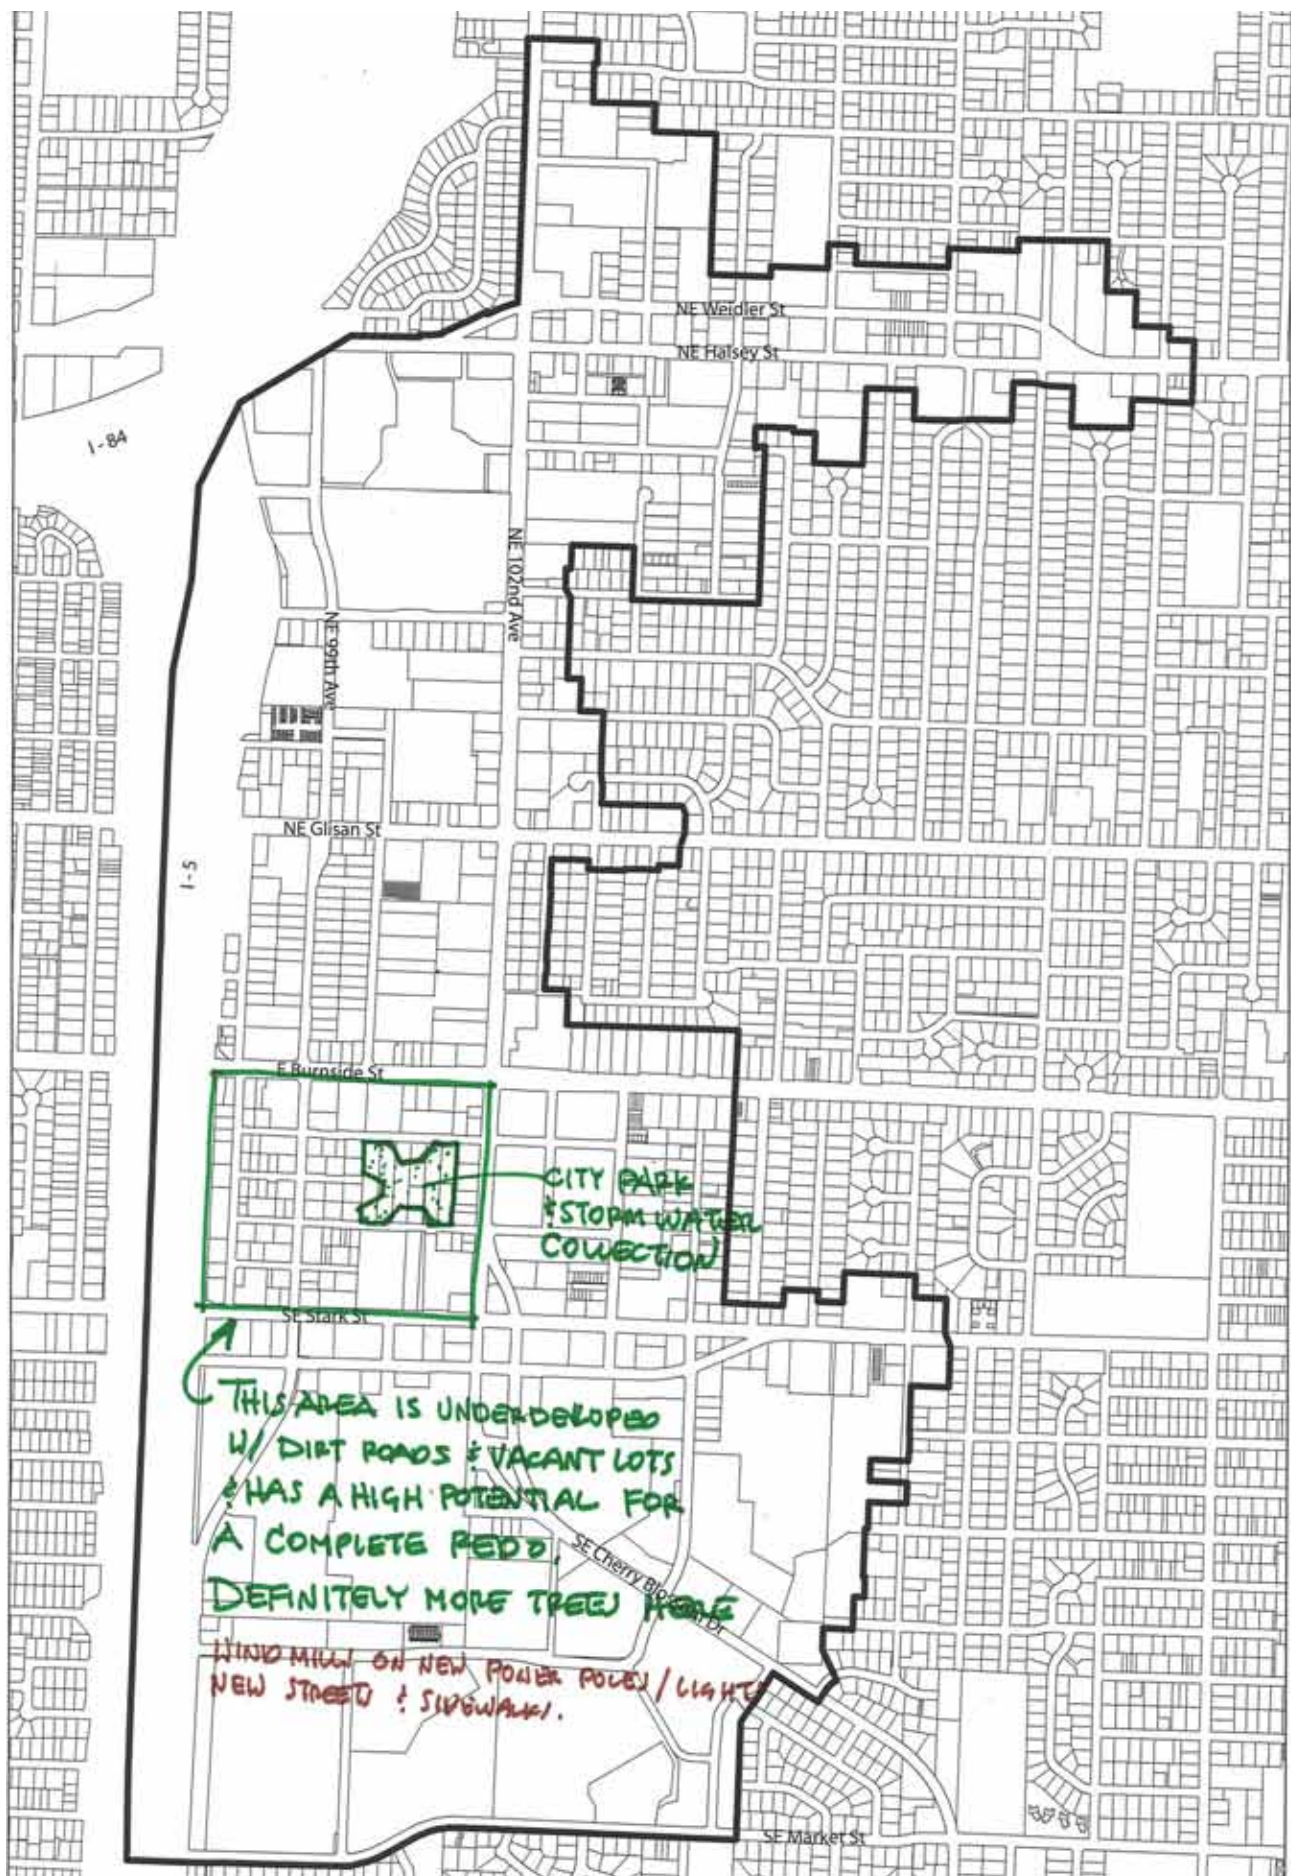 NE Weidler St
NE Halsey St
I-84
NE 102nd Ave
NE 99th Ave
NE Glisan St
I-5
E Burnside St
CITY PARK
& STORM WATER
COLLECTION
SE Stark St
THIS AREA IS UNDERDEVLOPED
W/ DIRT ROADS & VACANT LOTS
& HAS A HIGH POTENTIAL FOR
A COMPLETE REDO.
SE Cherry Blossom Dr
DEFINITELY MORE TREES HERE
WIND MILLS ON NEW POWER POLES / LIGHTS
NEW STREETS & SIDEWALKS.
SE Market St